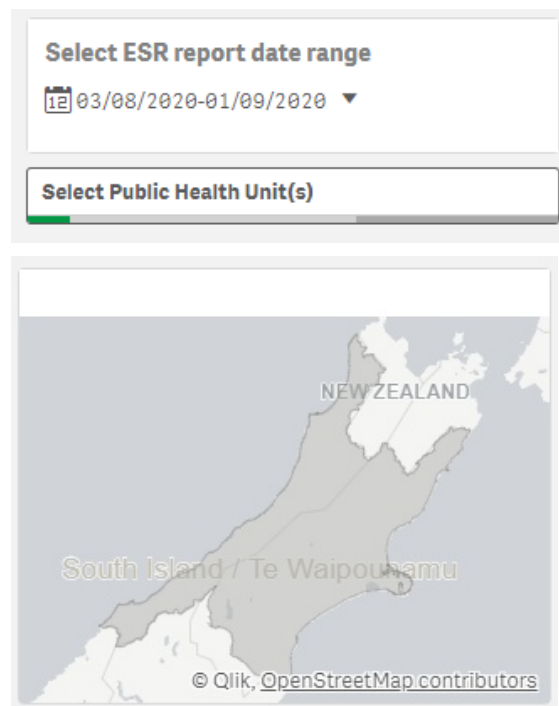 Select ESR report date range
12 03/08/2020-01/09/2020
Select Public Health Unit(s)
NEW ZEALAND
South Island / Te Waipounamu
© Qlik, OpenStreetMap contributors